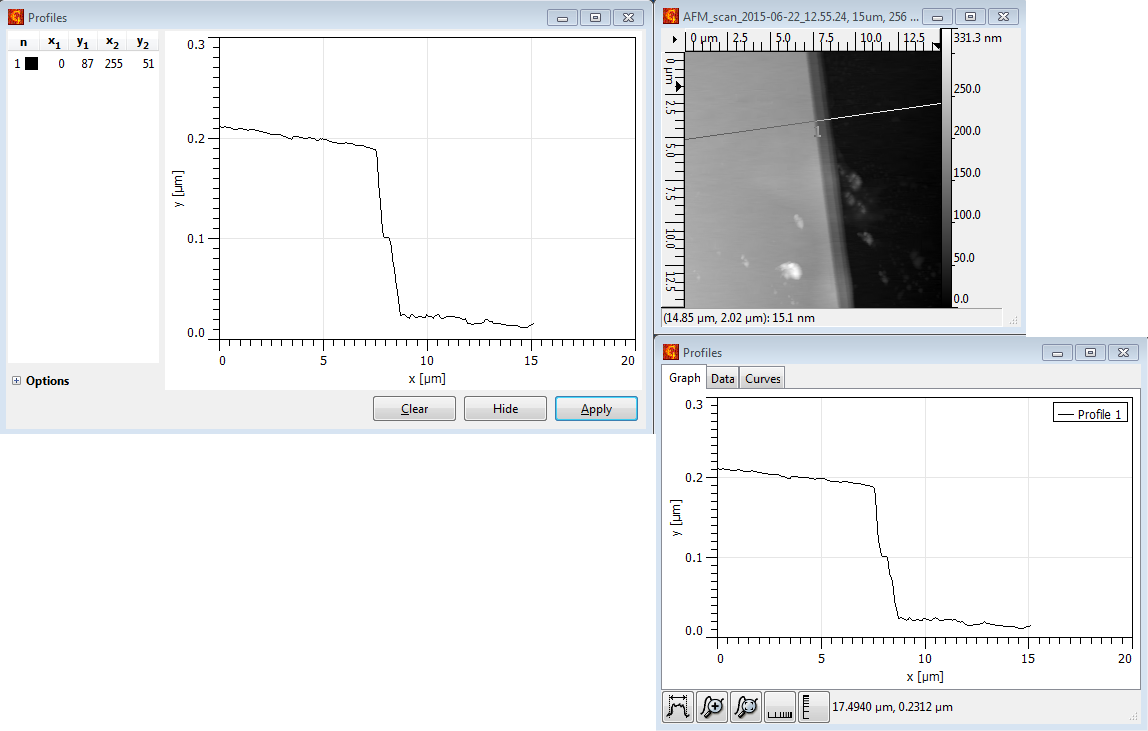 Profiles
n x1 y1 x2 y2
1 0 87 255 51
0.3
0.2
0.1
0.0
y [µm]
0 5 10 15 20
x [µm]
Options
Clear Hide Apply
AFM_scan_2015-06-22_12.55.24, 15um, 256 ...
0 µm 2.5 5.0 7.5 10.0 12.5
331.3 nm
0 µm
2.5
5.0
7.5
10.0
12.5
1
250.0
200.0
150.0
100.0
50.0
0.0
(14.85 µm, 2.02 µm): 15.1 nm
Profiles
Graph Data Curves
0.3
0.2
0.1
0.0
y [µm]
Profile 1
0 5 10 15 20
x [µm]
17.4940 µm, 0.2312 µm